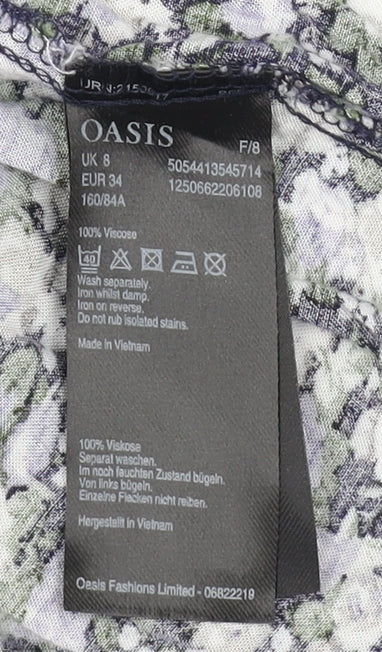 OASIS
F/8
UK 8 5054413545714
EUR 34 1250662206108
160/84A
100% Viscose
40
Wash separately.
Iron whilst damp.
Iron on reverse.
Do not rub isolated stains.
Made in Vietnam
100% Viskose
Separat waschen.
Im noch feuchten Zustand bügeln.
Von links bügeln.
Einzelne Flecken nicht reiben.
Hergestellt in Vietnam
Oasis Fashions Limited - 06822219